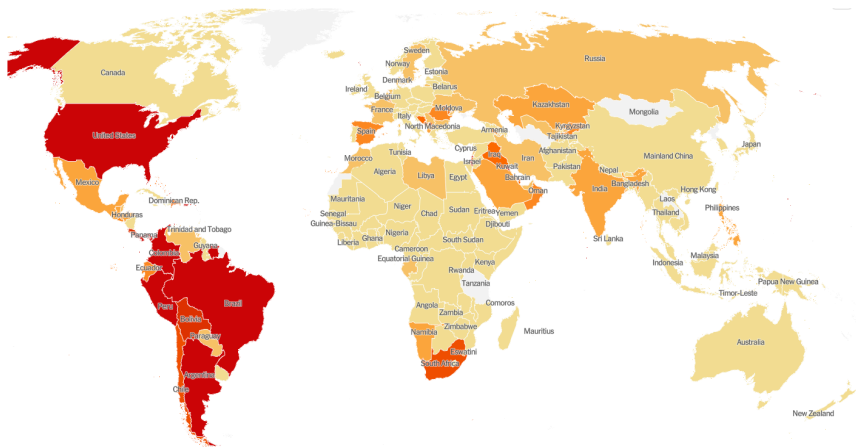 Sweden
Russia
Norway
Canada
Estonia
Denmark
Ireland
Belarus
Belgium
France
Moldova
Kazakhstan
Mongolia
Italy
North Macedonia
Kyrgyzstan
Spain
Armenia
Tajikistan
United States
Japan
Cyprus
Tunisia
Afghanistan
Mainland China
Morocco
Israel
Iraq
Iran
Kuwait
Pakistan
Nepal
Algeria
Libya
Egypt
Bahrain
Mexico
Bangladesh
India
Oman
Hong Kong
Dominican Rep.
Mauritania
Niger
Laos
Honduras
Senegal
Chad
Sudan
Eritrea
Yemen
Thailand
Philippines
Guinea-Bissau
Djibouti
Trinidad and Tobago
Nigeria
Panama
Liberia
Ghana
South Sudan
Sri Lanka
Guyana
Colombia
Cameroon
Equatorial Guinea
Kenya
Malaysia
Indonesia
Ecuador
Rwanda
Tanzania
Papua New Guinea
Timor-Leste
Brazil
Peru
Angola
Comoros
Zambia
Bolivia
Zimbabwe
Mauritius
Namibia
Paraguay
Australia
Eswatini
South Africa
Argentina
Chile
New Zealand